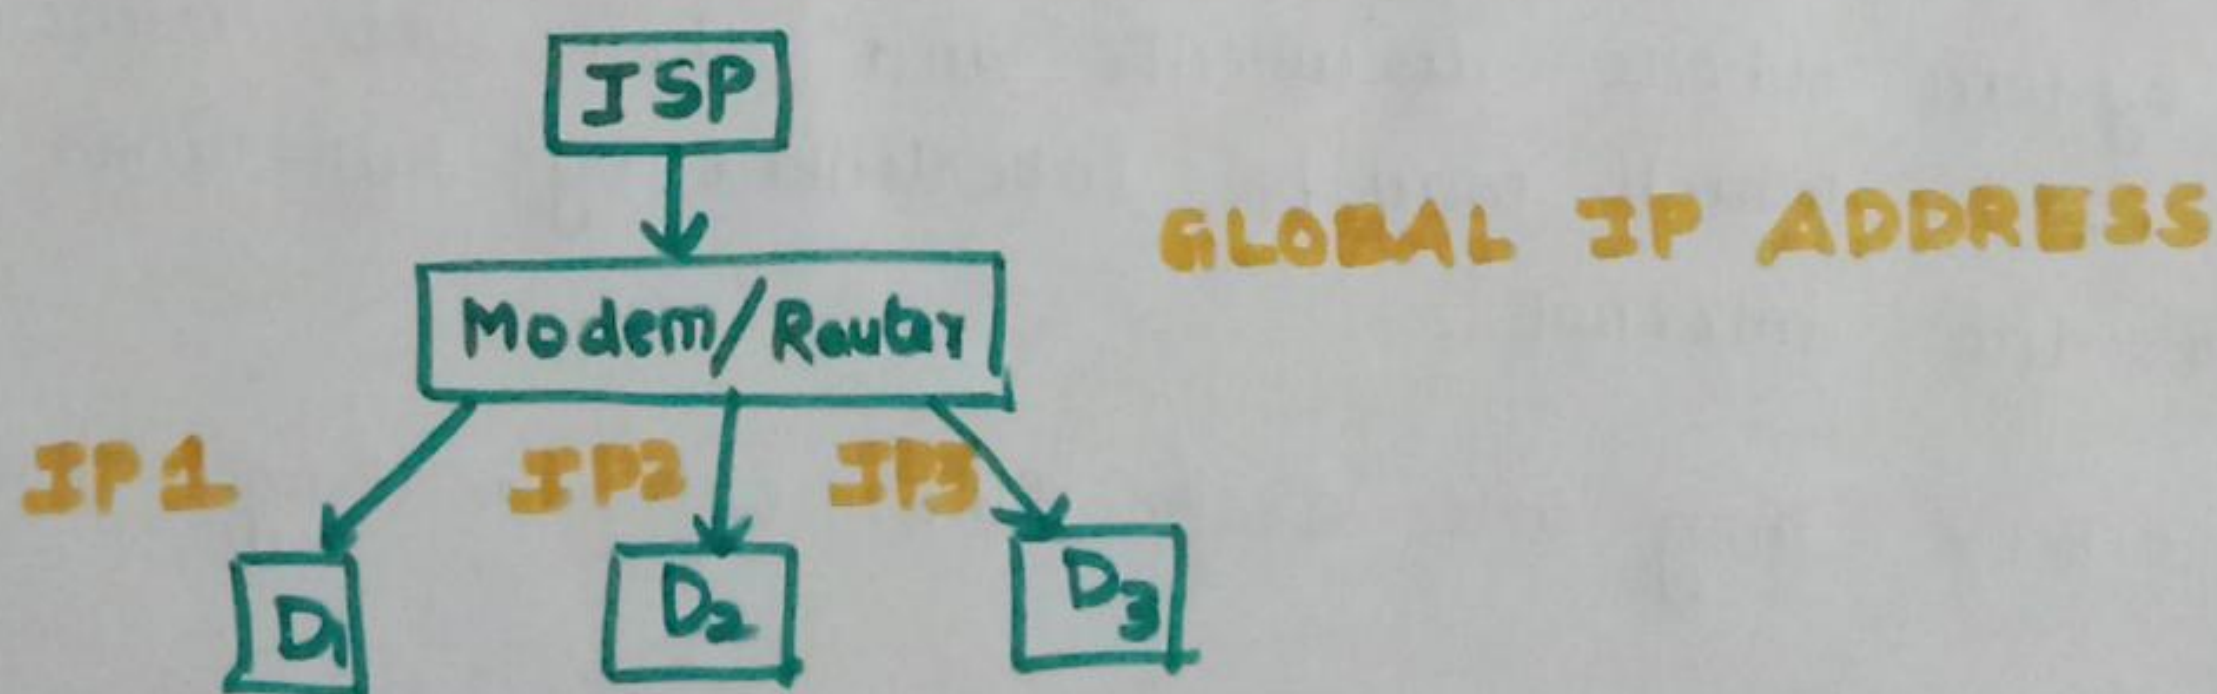 ISP
GLOBAL IP ADDRESS
Modem/Router
IP1
IP2
IP3
D1
D2
D3